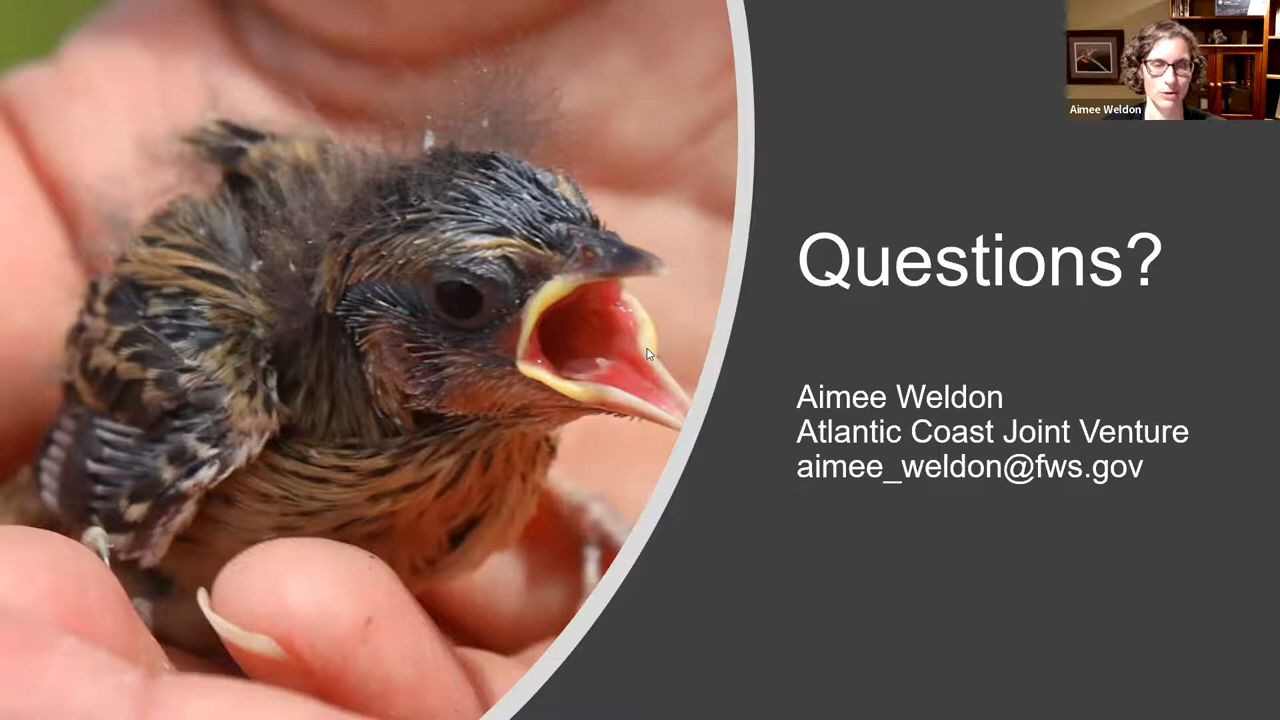 Aimee Weldon
Questions?
Aimee Weldon
Atlantic Coast Joint Venture
aimee_weldon@fws.gov